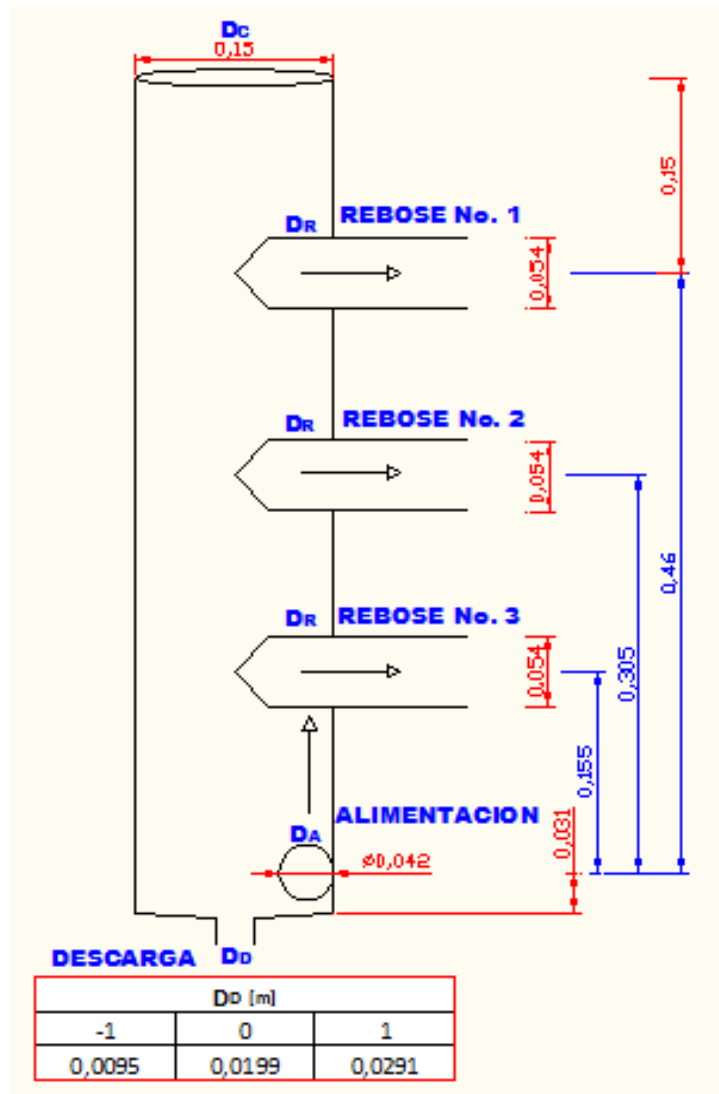 DC
0,15
DR REBOSE No. 1
0,054
0,15
DR REBOSE No. 2
0,054
0,46
DR REBOSE No. 3
0,054
0,305
0,155
ALIMENTACION
DA
Ø0,042
0,031
DESCARGA DD
DD [m]
-1 0 1
0,0095 0,0199 0,0291